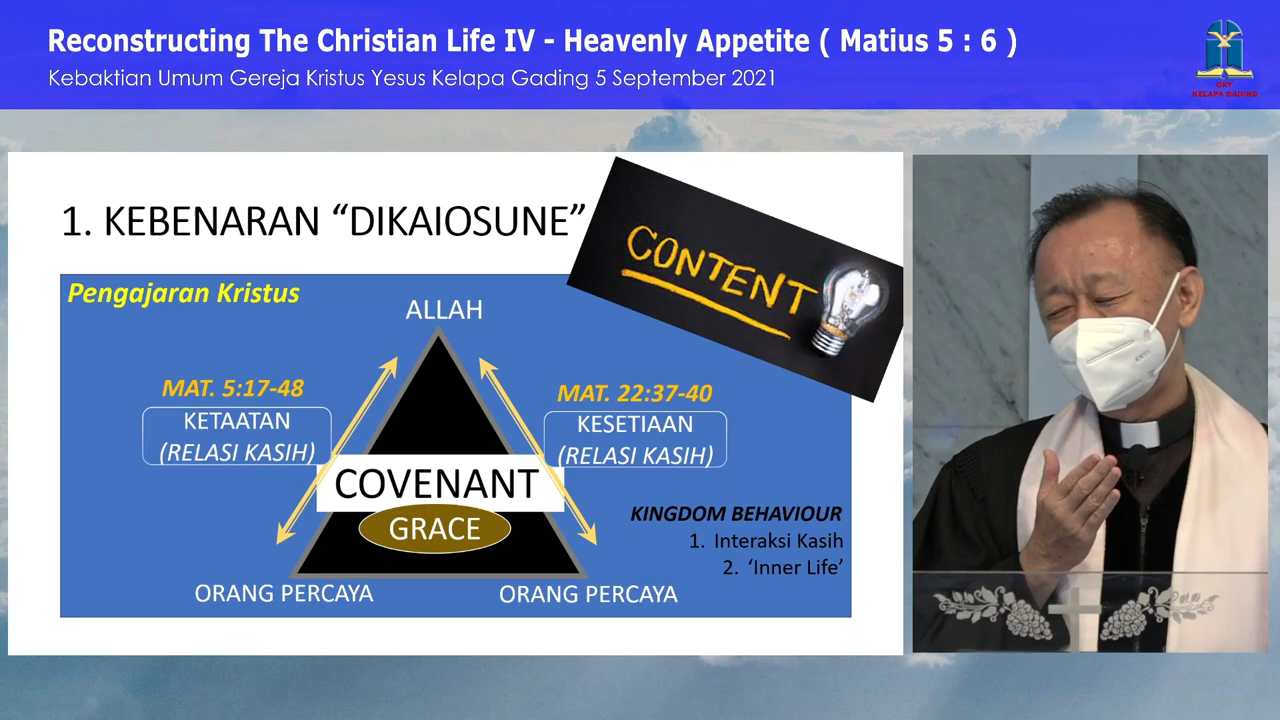 Reconstructing The Christian Life IV - Heavenly Appetite ( Matius 5 : 6 )
Kebaktian Umum Gereja Kristus Yesus Kelapa Gading 5 September 2021
GKY
KELAPA GADING
1. KEBENARAN “DIKAIOSUNE”
CONTENT
Pengajaran Kristus
ALLAH
MAT. 5:17-48
KETAATAN
(RELASI KASIH)
MAT. 22:37-40
KESETIAAN
(RELASI KASIH)
COVENANT
GRACE
KINGDOM BEHAVIOUR
1. Interaksi Kasih
2. ‘Inner Life’
ORANG PERCAYA
ORANG PERCAYA